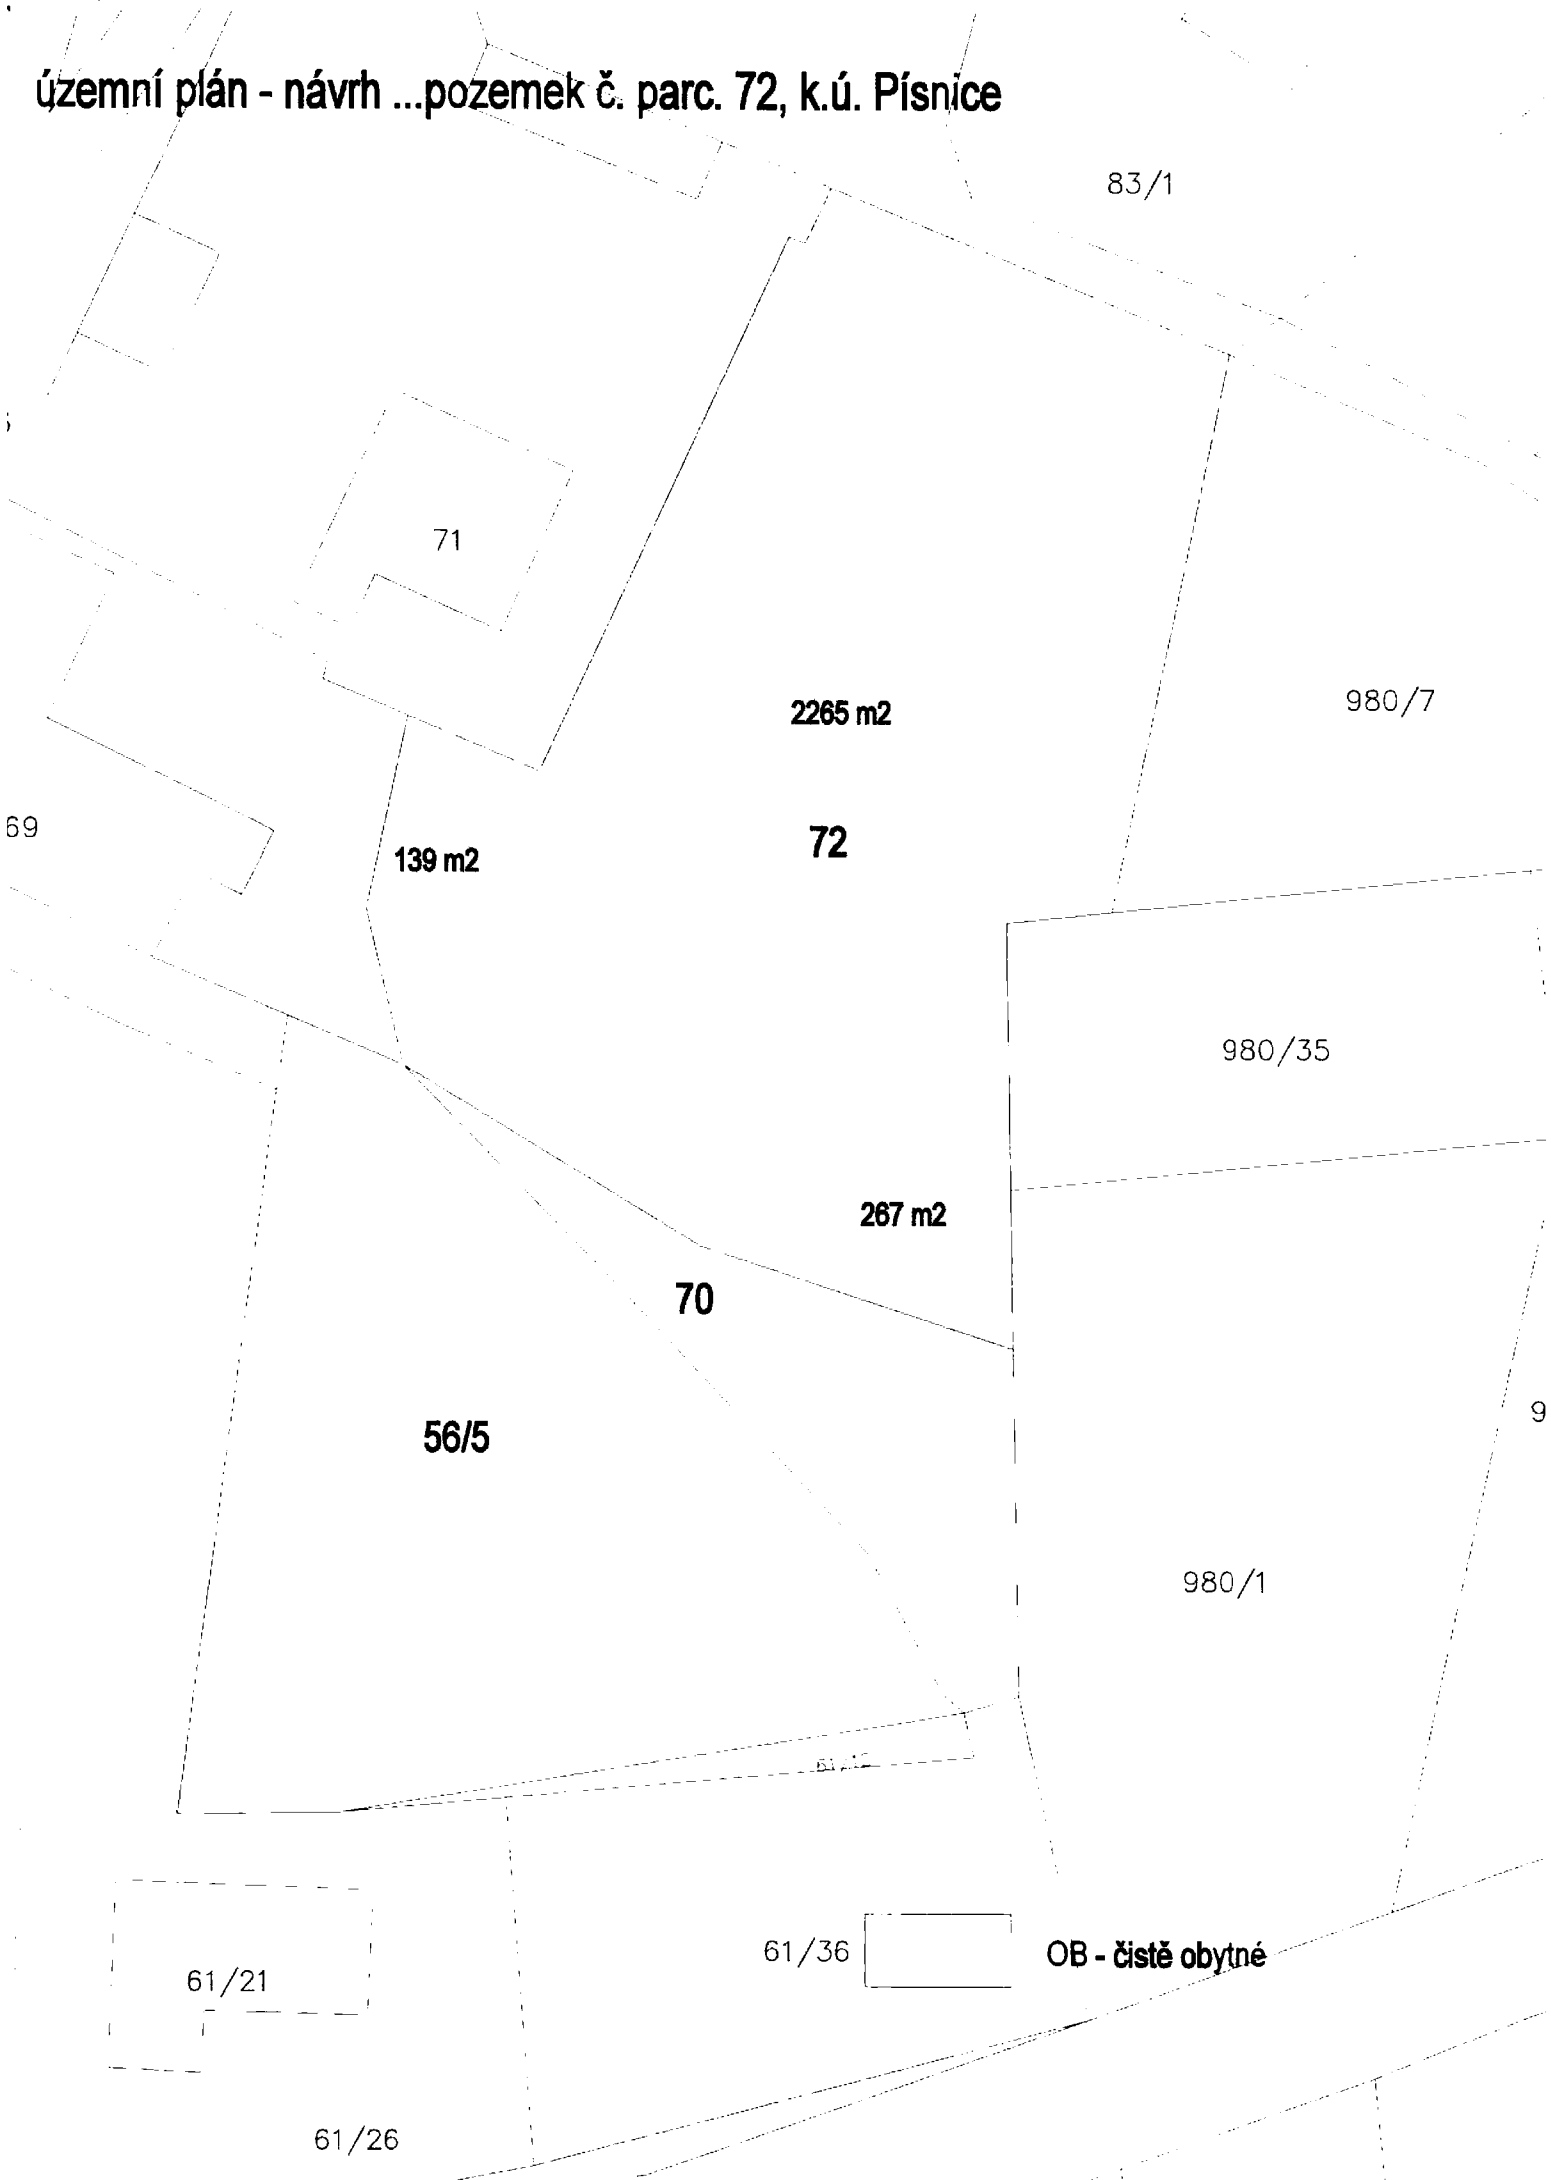 územní plán - návrh ...pozemek č. parc. 72, k.ú. Písnice
83/1
71
2265 m2
980/7
69
139 m2
72
980/35
267 m2
70
56/5
9
980/1
61/36
OB - čistě obytné
61/21
61/26